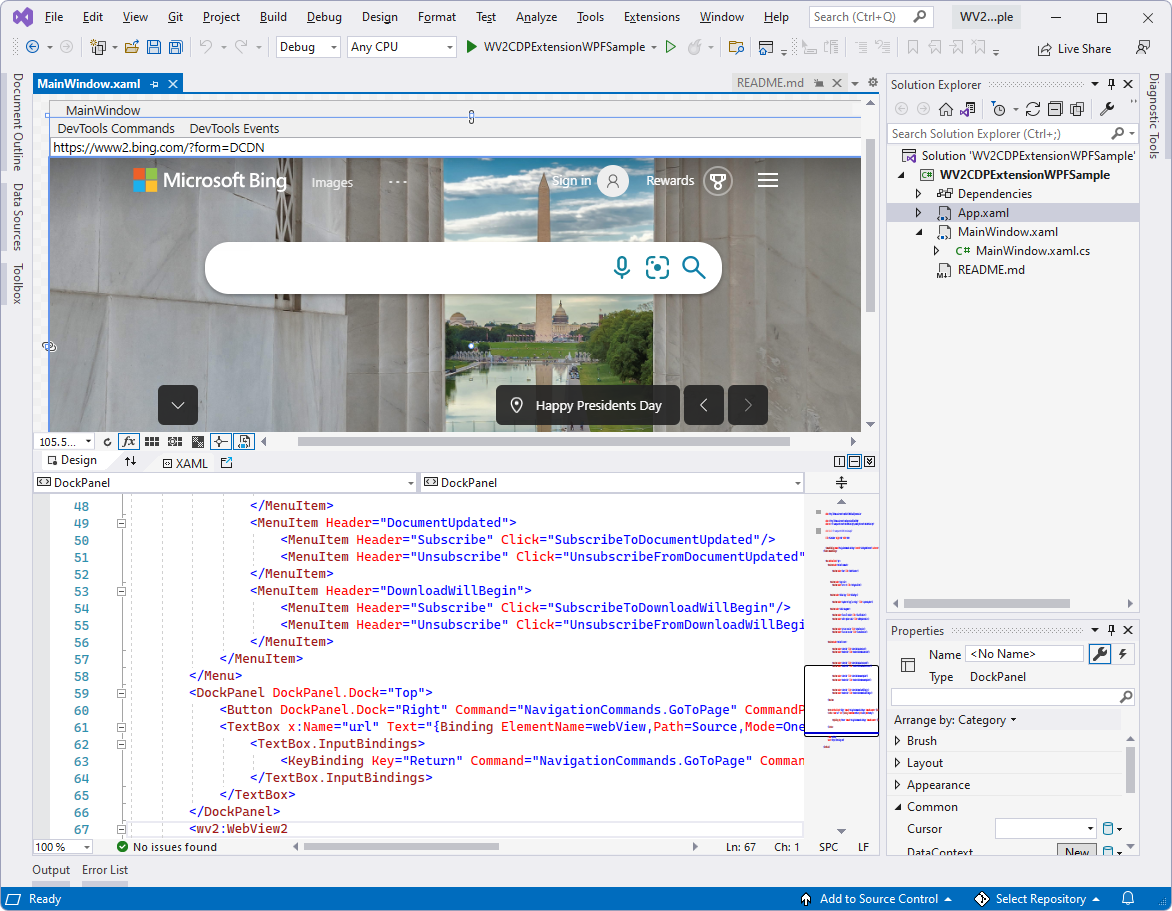 File Edit View Git Project Build Debug Design Format Test Analyze Tools Extensions Window Help Search (Ctrl+Q) WV2...ple
Debug Any CPU WV2CDPExtensionWPFSample Live Share
Document Outline
Data Sources
Toolbox
MainWindow.xaml
README.md
MainWindow
DevTools Commands DevTools Events
https://www2.bing.com/?form=DCDN
Microsoft Bing Images ... Sign in Rewards
Happy Presidents Day
105.5...
Design XAML
DockPanel DockPanel
48 </MenuItem>
49 <MenuItem Header="DocumentUpdated">
50 <MenuItem Header="Subscribe" Click="SubscribeToDocumentUpdated"/>
51 <MenuItem Header="Unsubscribe" Click="UnsubscribeFromDocumentUpdated"
52 </MenuItem>
53 <MenuItem Header="DownloadWillBegin">
54 <MenuItem Header="Subscribe" Click="SubscribeToDownloadWillBegin"/>
55 <MenuItem Header="Unsubscribe" Click="UnsubscribeFromDownloadWillBegi
56 </MenuItem>
57 </MenuItem>
58 </Menu>
59 <DockPanel DockPanel.Dock="Top">
60 <Button DockPanel.Dock="Right" Command="NavigationCommands.GoToPage" CommandP
61 <TextBox x:Name="url" Text="{Binding ElementName=webView,Path=Source,Mode=One
62 <TextBox.InputBindings>
63 <KeyBinding Key="Return" Command="NavigationCommands.GoToPage" Comman
64 </TextBox.InputBindings>
65 </TextBox>
66 </DockPanel>
67 <wv2:WebView2
100 % No issues found Ln: 67 Ch: 1 SPC LF
Solution Explorer
Search Solution Explorer (Ctrl+;)
Solution 'WV2CDPExtensionWPFSample'
C# WV2CDPExtensionWPFSample
Dependencies
App.xaml
MainWindow.xaml
C# MainWindow.xaml.cs
README.md
Properties
Name <No Name>
Type DockPanel
Arrange by: Category
Brush
Layout
Appearance
Common
Cursor
DataContext New
Diagnostic Tools
Output Error List
Ready Add to Source Control Select Repository